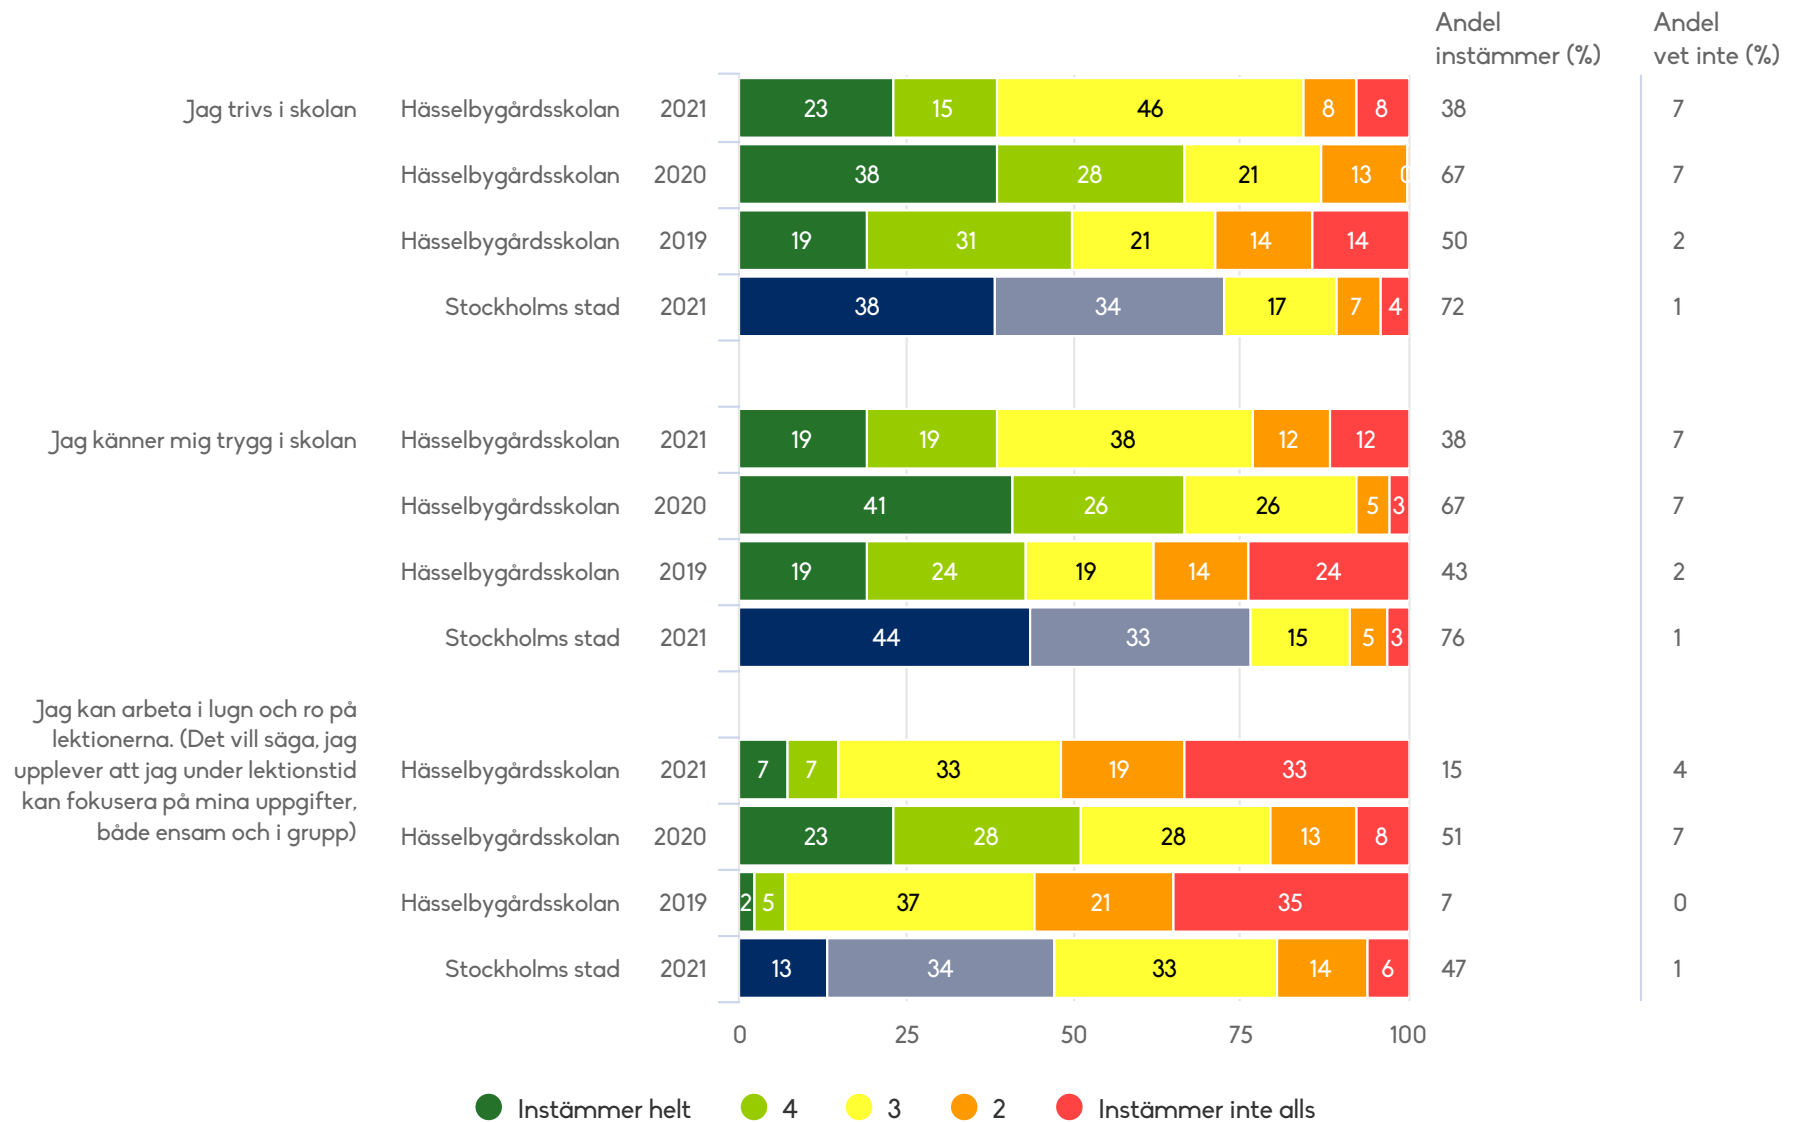 Andel
instämmer (%)
Andel
vet inte (%)
Jag trivs i skolan Hässelbygårdsskolan 2021 23 15 46 8 8 38 7
Hässelbygårdsskolan 2020 38 28 21 13 0 67 7
Hässelbygårdsskolan 2019 19 31 21 14 14 50 2
Stockholms stad 2021 38 34 17 7 4 72 1
Jag känner mig trygg i skolan Hässelbygårdsskolan 2021 19 19 38 12 12 38 7
Hässelbygårdsskolan 2020 41 26 26 5 3 67 7
Hässelbygårdsskolan 2019 19 24 19 14 24 43 2
Stockholms stad 2021 44 33 15 5 3 76 1
Jag kan arbeta i lugn och ro på
lektionerna. (Det vill säga, jag
upplever att jag under lektionstid
kan fokusera på mina uppgifter,
både ensam och i grupp)
Hässelbygårdsskolan 2021 7 7 33 19 33 15 4
Hässelbygårdsskolan 2020 23 28 28 13 8 51 7
Hässelbygårdsskolan 2019 2 5 37 21 35 7 0
Stockholms stad 2021 13 34 33 14 6 47 1
0 25 50 75 100
Instämmer helt 4 3 2 Instämmer inte alls